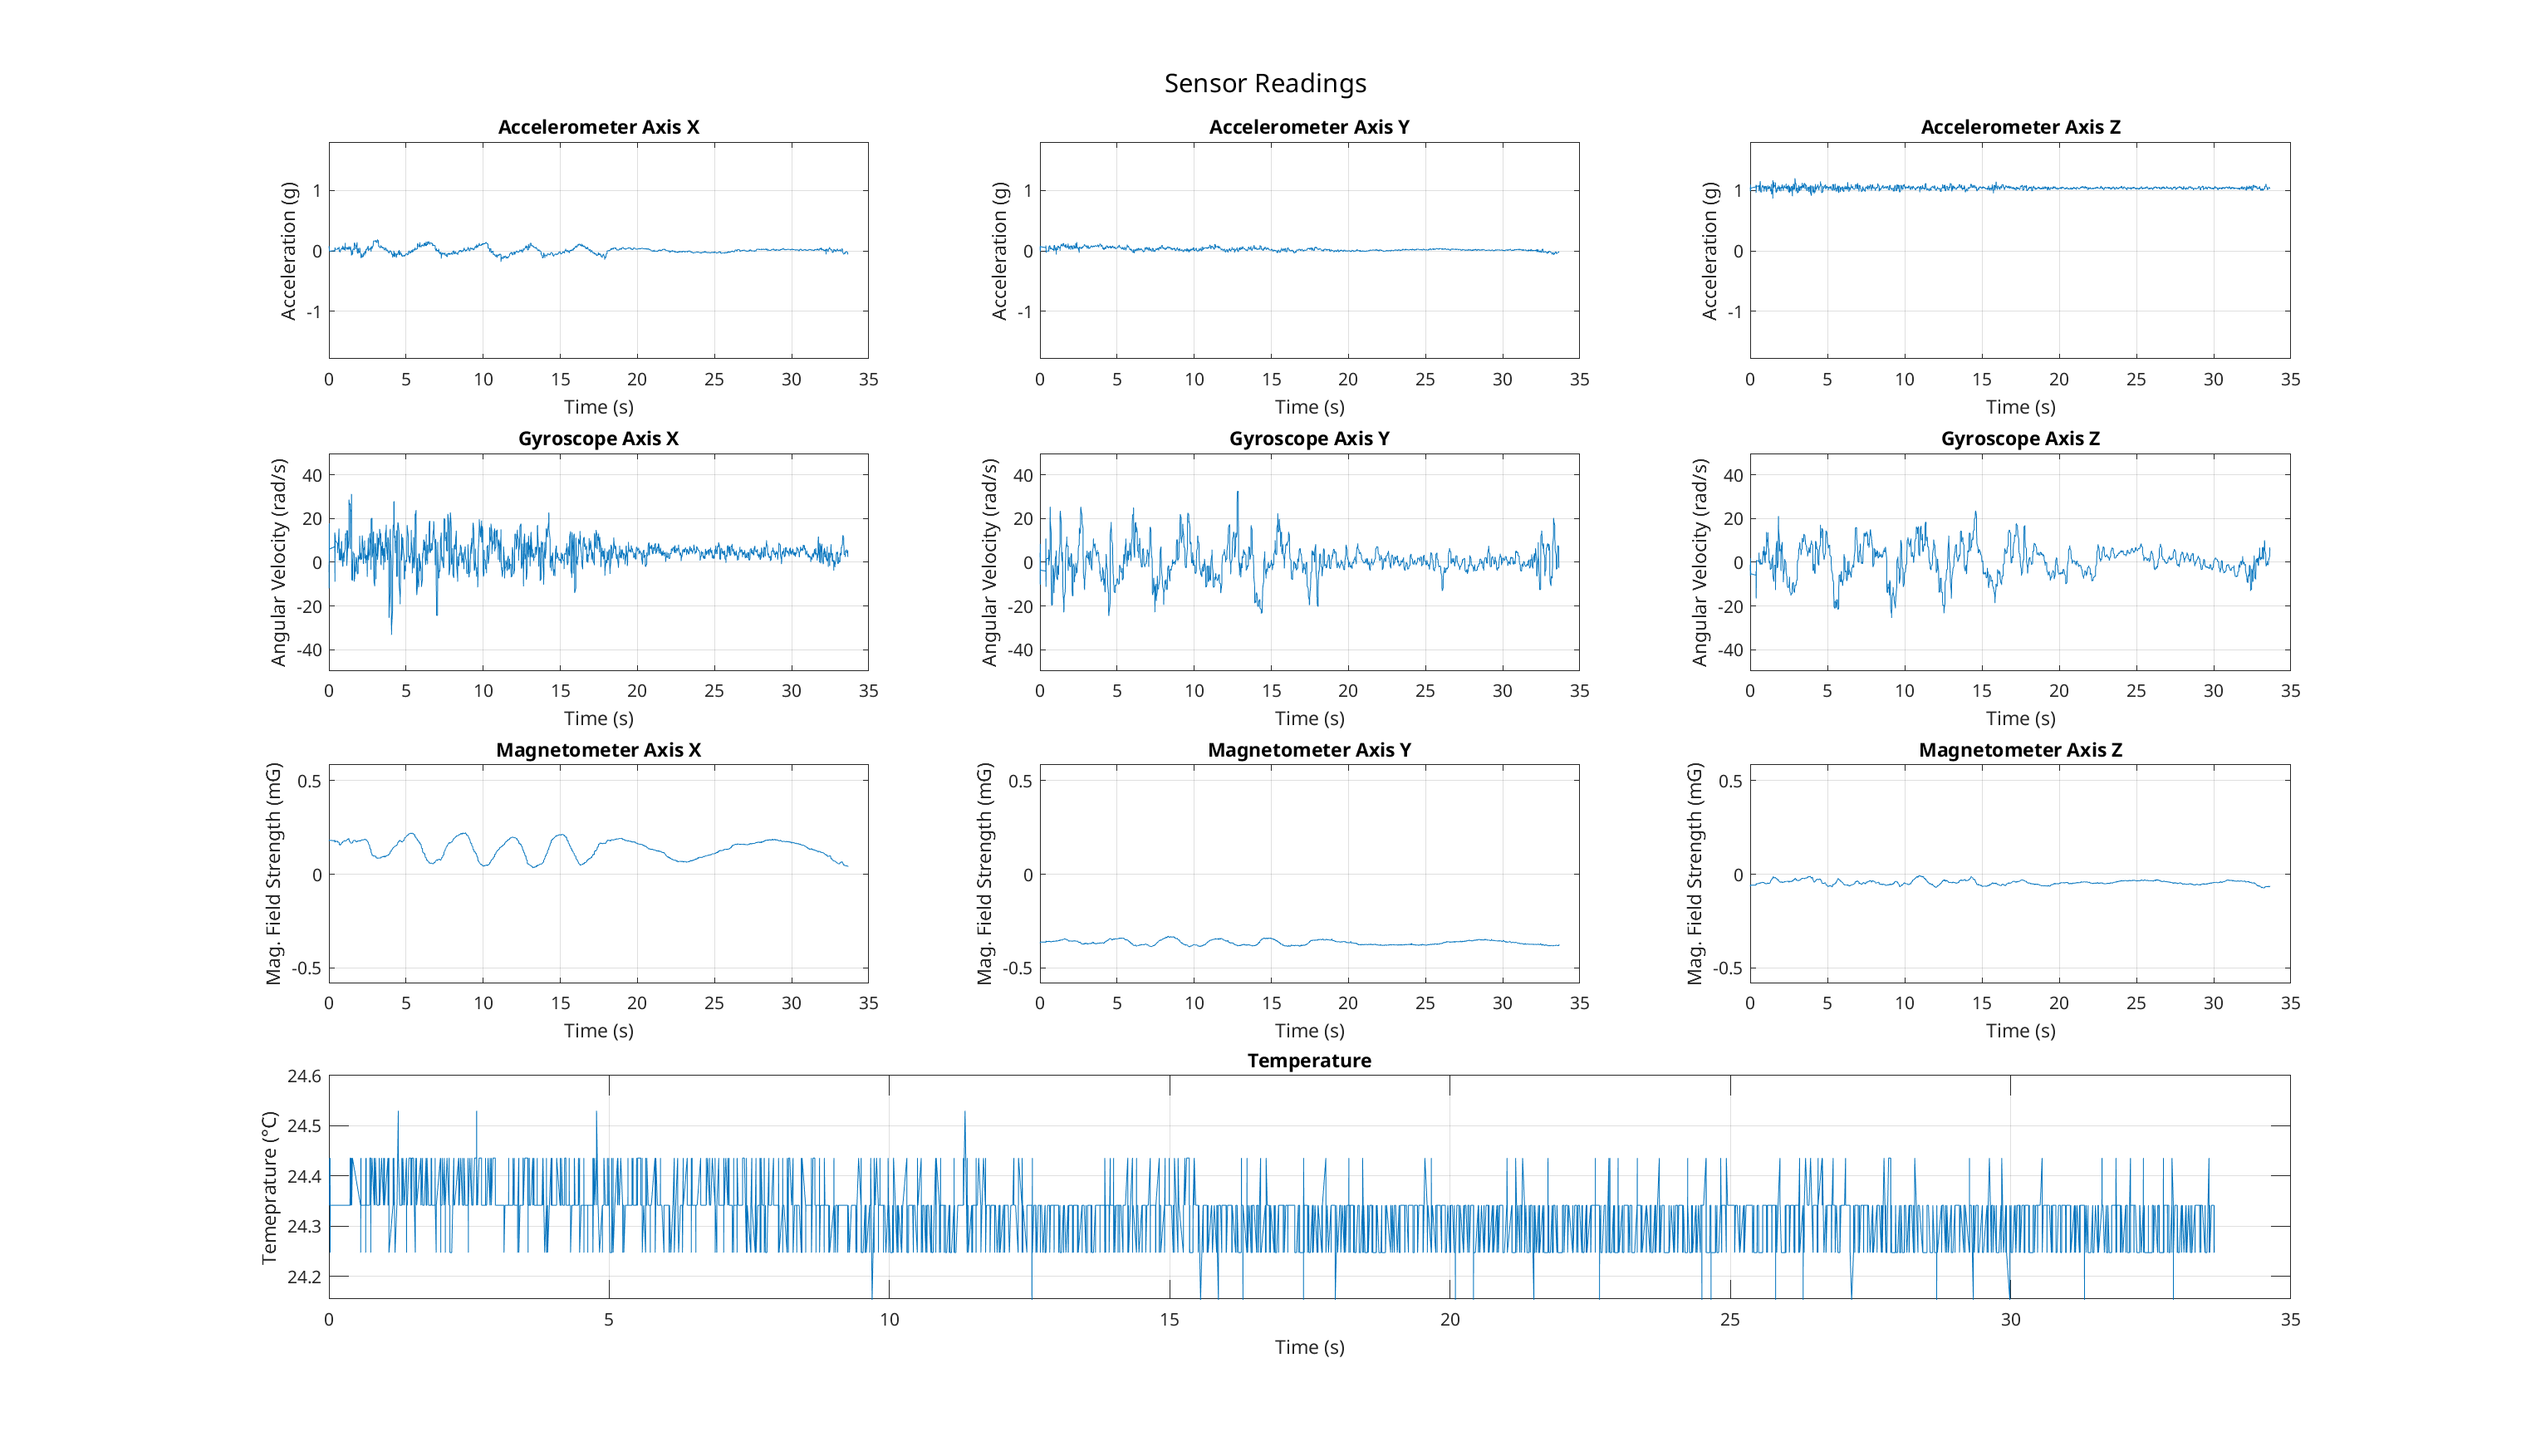 Sensor Readings
Accelerometer Axis X
Accelerometer Axis Y
Accelerometer Axis Z
Acceleration (g)
1
0
-1
0 5 10 15 20 25 30 35
Time (s)
Acceleration (g)
1
0
-1
0 5 10 15 20 25 30 35
Time (s)
Acceleration (g)
1
0
-1
0 5 10 15 20 25 30 35
Time (s)
Gyroscope Axis X
Gyroscope Axis Y
Gyroscope Axis Z
Angular Velocity (rad/s)
40
20
0
-20
-40
0 5 10 15 20 25 30 35
Time (s)
Angular Velocity (rad/s)
40
20
0
-20
-40
0 5 10 15 20 25 30 35
Time (s)
Angular Velocity (rad/s)
40
20
0
-20
-40
0 5 10 15 20 25 30 35
Time (s)
Magnetometer Axis X
Magnetometer Axis Y
Magnetometer Axis Z
Mag. Field Strength (mG)
0.5
0
-0.5
0 5 10 15 20 25 30 35
Time (s)
Mag. Field Strength (mG)
0.5
0
-0.5
0 5 10 15 20 25 30 35
Time (s)
Mag. Field Strength (mG)
0.5
0
-0.5
0 5 10 15 20 25 30 35
Time (s)
Temperature
Temeprature (°C)
24.6
24.5
24.4
24.3
24.2
0 5 10 15 20 25 30 35
Time (s)